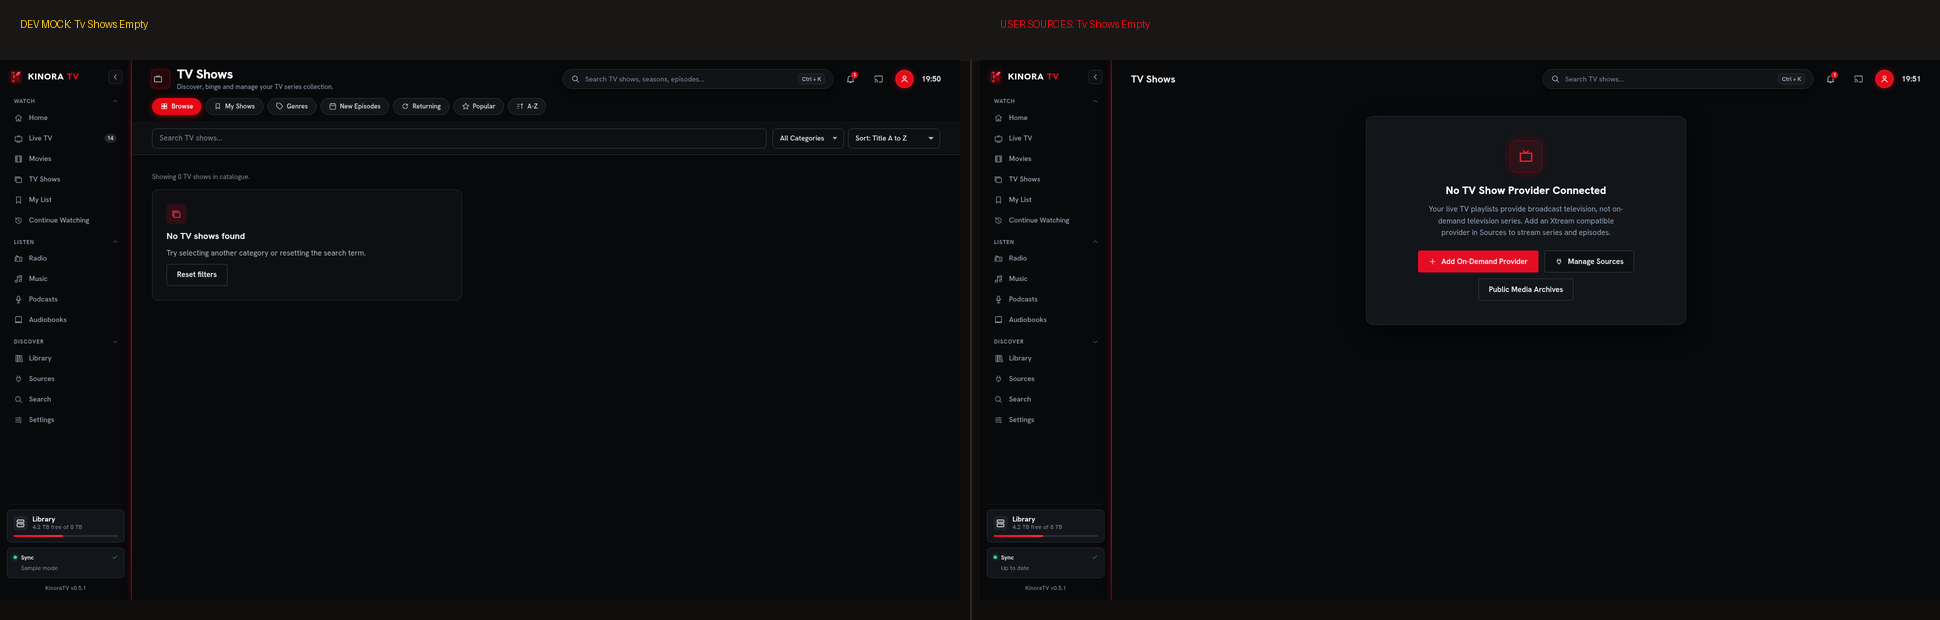 DEV MOCK: Tv Shows Empty
KINORA TV
WATCH
Home
Live TV 14
Movies
TV Shows
My List
Continue Watching
LISTEN
Radio
Music
Podcasts
Audiobooks
DISCOVER
Library
Sources
Search
Settings
Library
4.2 TB free of 8 TB
Sync
Sample mode
KinoraTV v0.5.1
TV Shows
Discover, binge and manage your TV series collection.
Search TV shows, seasons, episodes... Ctrl + K
1
19:50
Browse My Shows Genres New Episodes Returning Popular A-Z
Search TV shows... All Categories Sort: Title A to Z
Showing 0 TV shows in catalogue.
No TV shows found
Try selecting another category or resetting the search term.
Reset filters
USER SOURCES: Tv Shows Empty
KINORA TV
WATCH
Home
Live TV
Movies
TV Shows
My List
Continue Watching
LISTEN
Radio
Music
Podcasts
Audiobooks
DISCOVER
Library
Sources
Search
Settings
Library
4.2 TB free of 8 TB
Sync
Up to date
KinoraTV v0.5.1
TV Shows
Search TV shows... Ctrl + K
1
19:51
No TV Show Provider Connected
Your live TV playlists provide broadcast television, not on-
demand television series. Add an Xtream compatible
provider in Sources to stream series and episodes.
+ Add On-Demand Provider Manage Sources
Public Media Archives